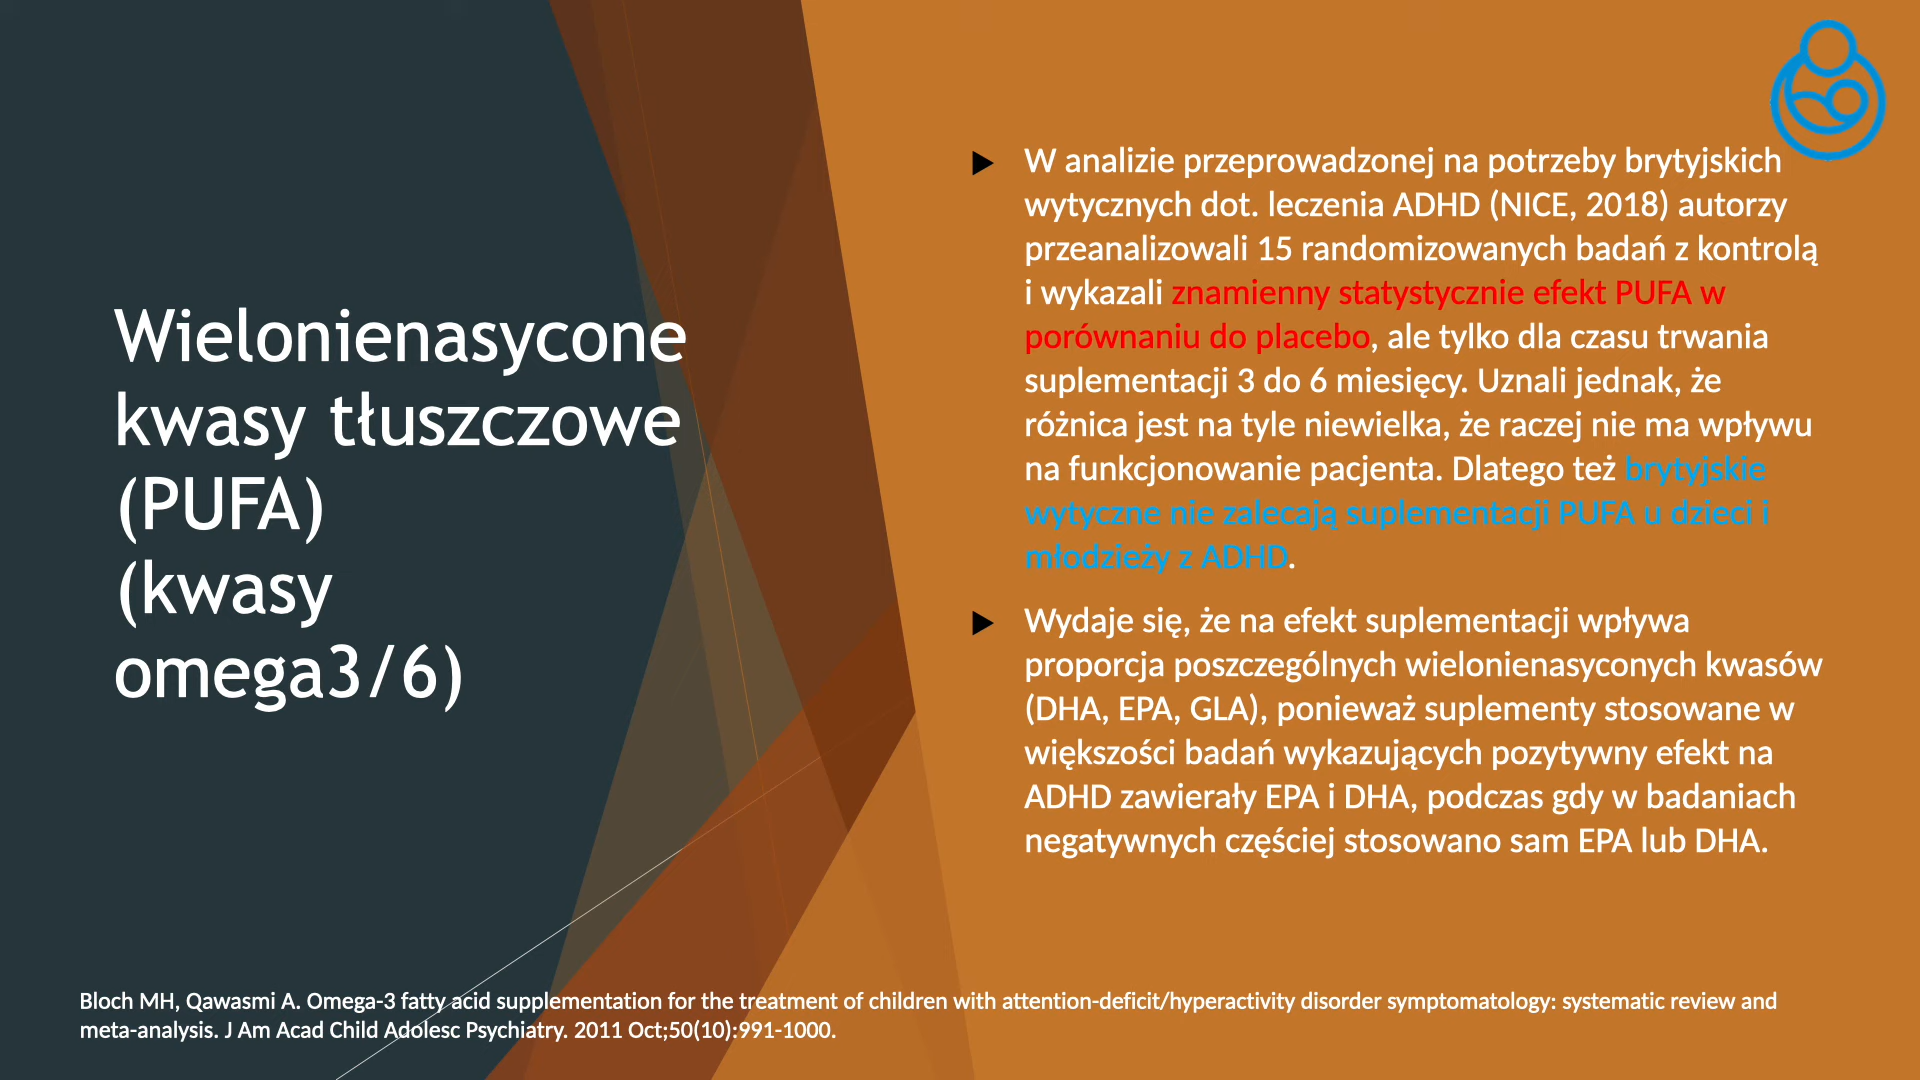 Wielonienasycone
kwasy tłuszczowe
(PUFA)
(kwasy
omega3/6)
W analizie przeprowadzonej na potrzeby brytyjskich
wytycznych dot. leczenia ADHD (NICE, 2018) autorzy
przeanalizowali 15 randomizowanych badań z kontrolą
i wykazali znamienny statystycznie efekt PUFA w
porównaniu do placebo, ale tylko dla czasu trwania
suplementacji 3 do 6 miesięcy. Uznali jednak, że
różnica jest na tyle niewielka, że raczej nie ma wpływu
na funkcjonowanie pacjenta. Dlatego też brytyjskie
wytyczne nie zalecają suplementacji PUFA u dzieci i
młodzieży z ADHD.
Wydaje się, że na efekt suplementacji wpływa
proporcja poszczególnych wielonienasyconych kwasów
(DHA, EPA, GLA), ponieważ suplementy stosowane w
większości badań wykazujących pozytywny efekt na
ADHD zawierały EPA i DHA, podczas gdy w badaniach
negatywnych częściej stosowano sam EPA lub DHA.
Bloch MH, Qawasmi A. Omega-3 fatty acid supplementation for the treatment of children with attention-deficit/hyperactivity disorder symptomatology: systematic review and
meta-analysis. J Am Acad Child Adolesc Psychiatry. 2011 Oct;50(10):991-1000.